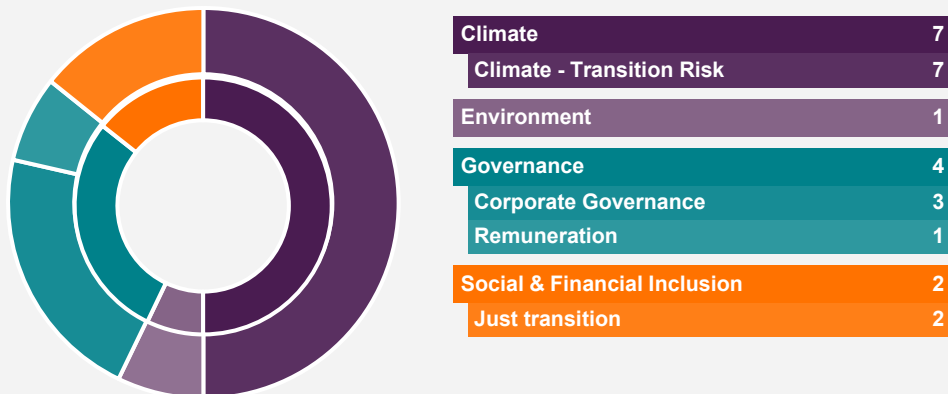 Climate 7
Climate - Transition Risk 7
Environment 1
Governance 4
Corporate Governance 3
Remuneration 1
Social & Financial Inclusion 2
Just transition 2